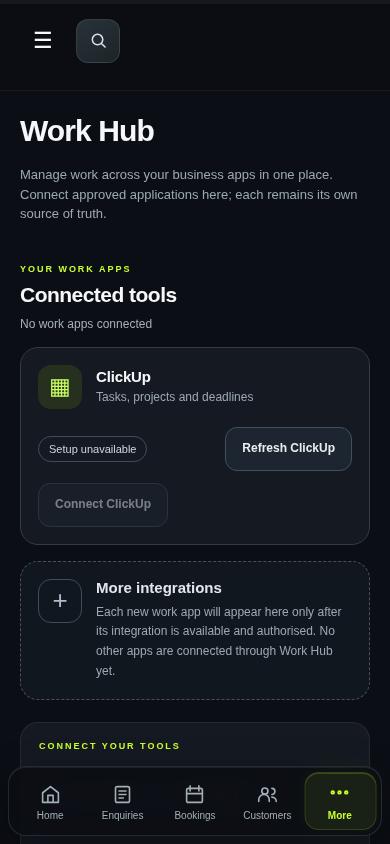 Work Hub
Manage work across your business apps in one place.
Connect approved applications here; each remains its own
source of truth.
YOUR WORK APPS
Connected tools
No work apps connected
ClickUp
Tasks, projects and deadlines
Setup unavailable
Refresh ClickUp
Connect ClickUp
More integrations
Each new work app will appear here only after
its integration is available and authorised. No
other apps are connected through Work Hub
yet.
CONNECT YOUR TOOLS
Home
Enquiries
Bookings
Customers
More